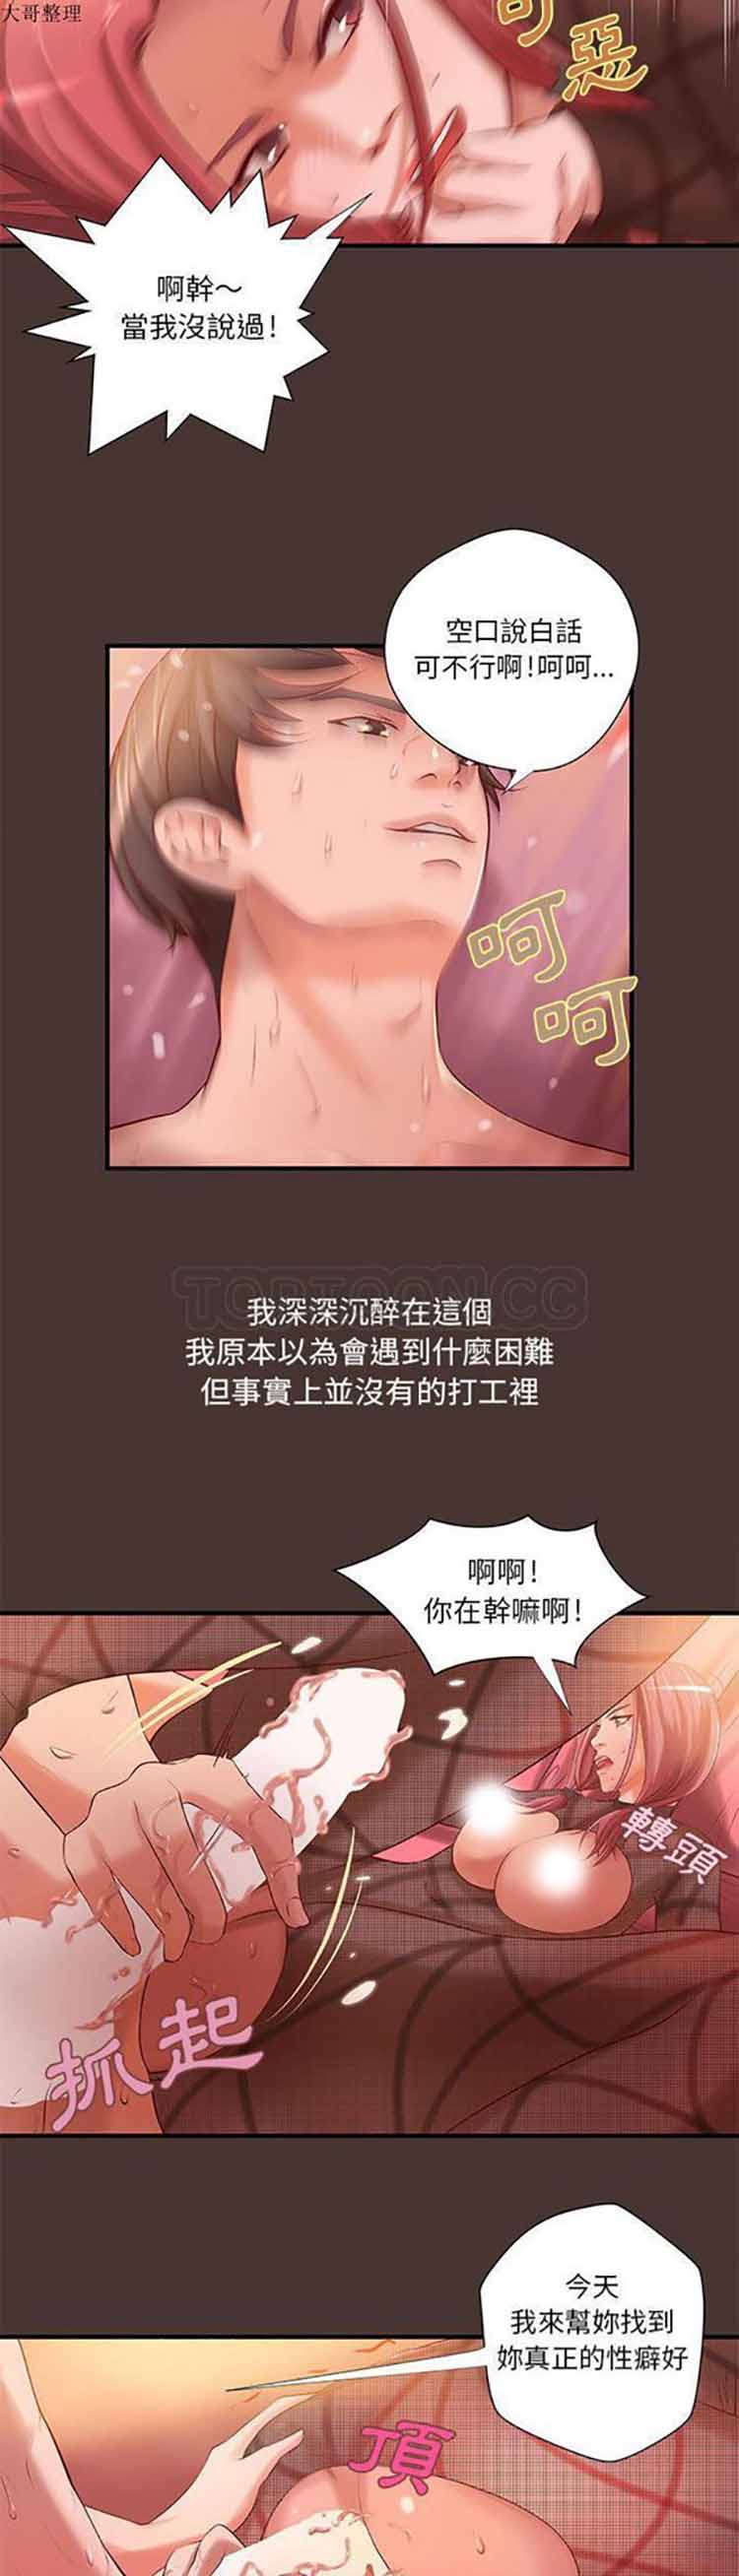 大哥整理
可惡
啊幹～
當我沒說過!
空口說白話
可不行啊!呵呵...
呵呵
TOPTOON.CC
我深深沉醉在這個
我原本以為會遇到什麼困難
但事實上並沒有的打工裡
啊啊!
你在幹嘛啊!
轉頭
抓起
今天
我來幫妳找到
妳真正的性癖好
頂